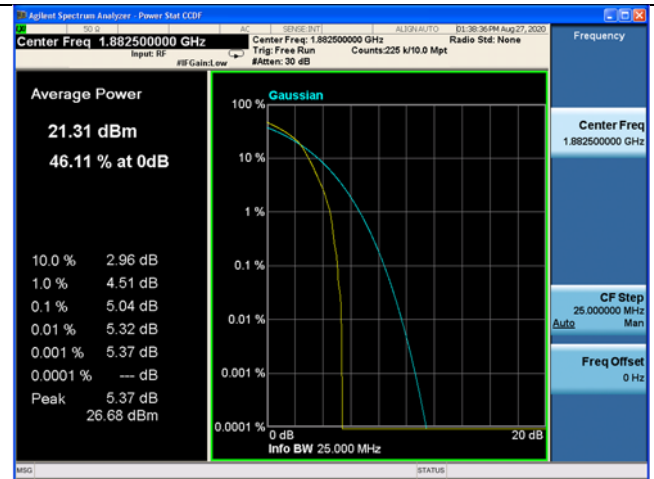 Agilent Spectrum Analyzer - Power Stat CCDF
50 Ω AC SENSE:INT ALIGN AUTO 01:38:36 PM Aug 27, 2020
Center Freq 1.882500000 GHz
Input: RF
#IFGain:Low
Center Freq: 1.882500000 GHz Radio Std: None
Trig: Free Run Counts:225 k/10.0 Mpt
#Atten: 30 dB
Frequency
Average Power
21.31 dBm
46.11 % at 0dB
10.0 % 2.96 dB
1.0 % 4.51 dB
0.1 % 5.04 dB
0.01 % 5.32 dB
0.001 % 5.37 dB
0.0001 % --- dB
Peak 5.37 dB
26.68 dBm
Gaussian
100 %
10 %
1 %
0.1 %
0.01 %
0.001 %
0.0001 %
0 dB 20 dB
Info BW 25.000 MHz
Center Freq
1.882500000 GHz
CF Step
25.000000 MHz
Auto Man
Freq Offset
0 Hz
MSG STATUS